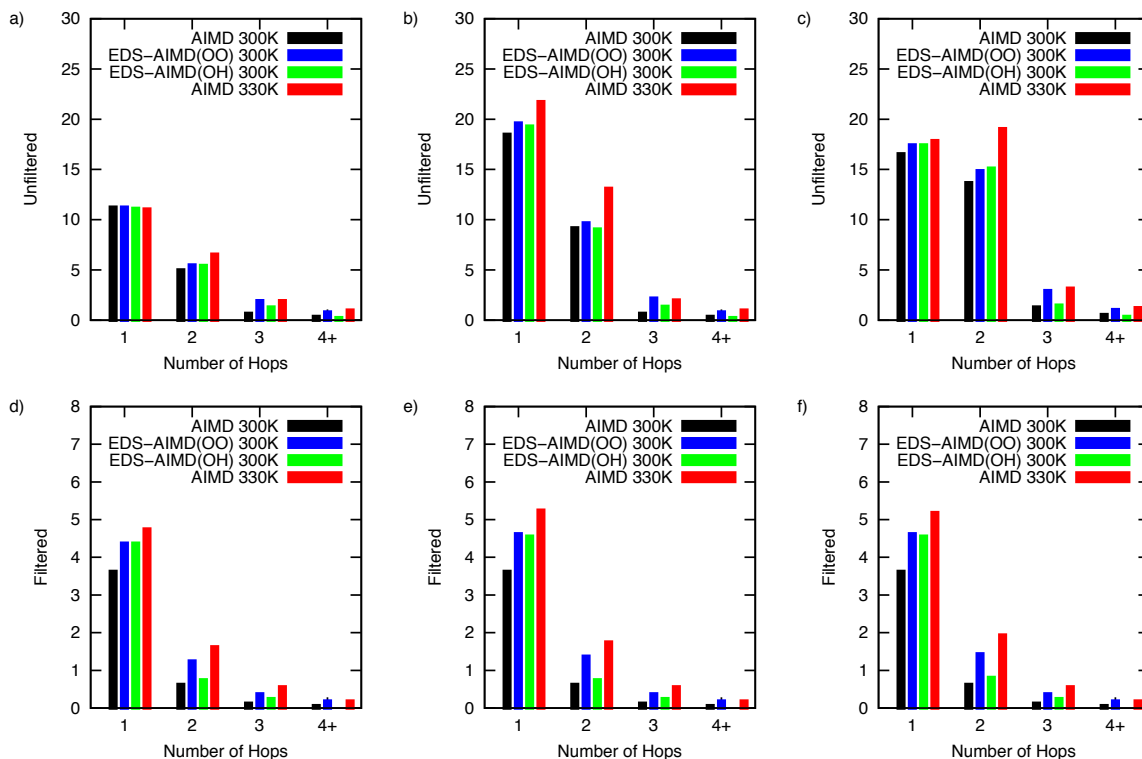 a)
30
25
20
15
10
5
0
Unfiltered
AIMD 300K
EDS−AIMD(OO) 300K
EDS−AIMD(OH) 300K
AIMD 330K
1 2 3 4+
Number of Hops
b)
30
25
20
15
10
5
0
Unfiltered
AIMD 300K
EDS−AIMD(OO) 300K
EDS−AIMD(OH) 300K
AIMD 330K
1 2 3 4+
Number of Hops
c)
30
25
20
15
10
5
0
Unfiltered
AIMD 300K
EDS−AIMD(OO) 300K
EDS−AIMD(OH) 300K
AIMD 330K
1 2 3 4+
Number of Hops
d)
8
7
6
5
4
3
2
1
0
Filtered
AIMD 300K
EDS−AIMD(OO) 300K
EDS−AIMD(OH) 300K
AIMD 330K
1 2 3 4+
Number of Hops
e)
8
7
6
5
4
3
2
1
0
Filtered
AIMD 300K
EDS−AIMD(OO) 300K
EDS−AIMD(OH) 300K
AIMD 330K
1 2 3 4+
Number of Hops
f)
8
7
6
5
4
3
2
1
0
Filtered
AIMD 300K
EDS−AIMD(OO) 300K
EDS−AIMD(OH) 300K
AIMD 330K
1 2 3 4+
Number of Hops